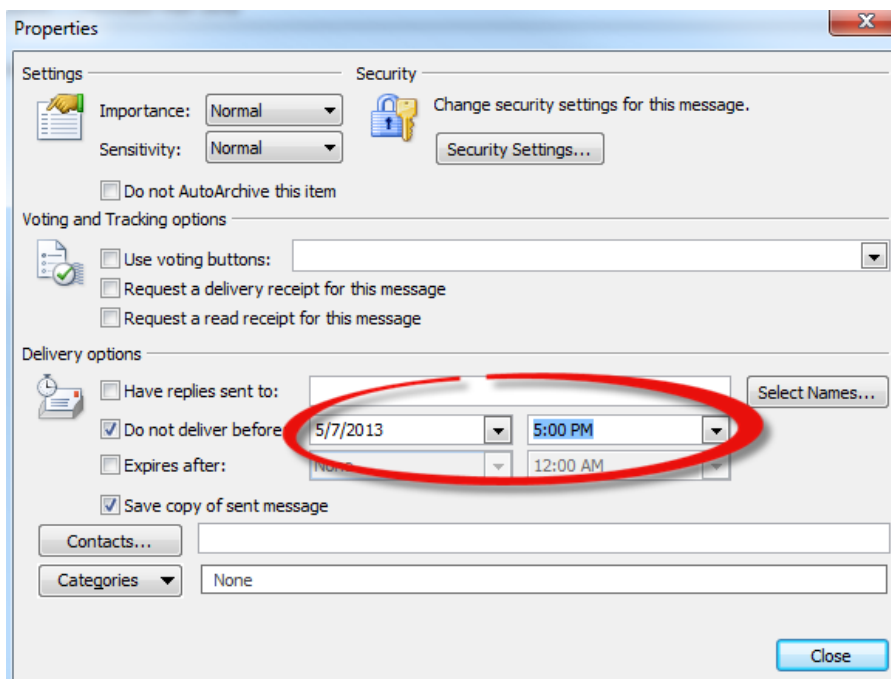 Properties
Settings
Security
Importance: Normal
Change security settings for this message.
Sensitivity: Normal
Security Settings...
Do not AutoArchive this item
Voting and Tracking options
Use voting buttons:
Request a delivery receipt for this message
Request a read receipt for this message
Delivery options
Have replies sent to:
Select Names...
Do not deliver before 5/7/2013 5:00 PM
Expires after: None 12:00 AM
Save copy of sent message
Contacts...
Categories None
Close